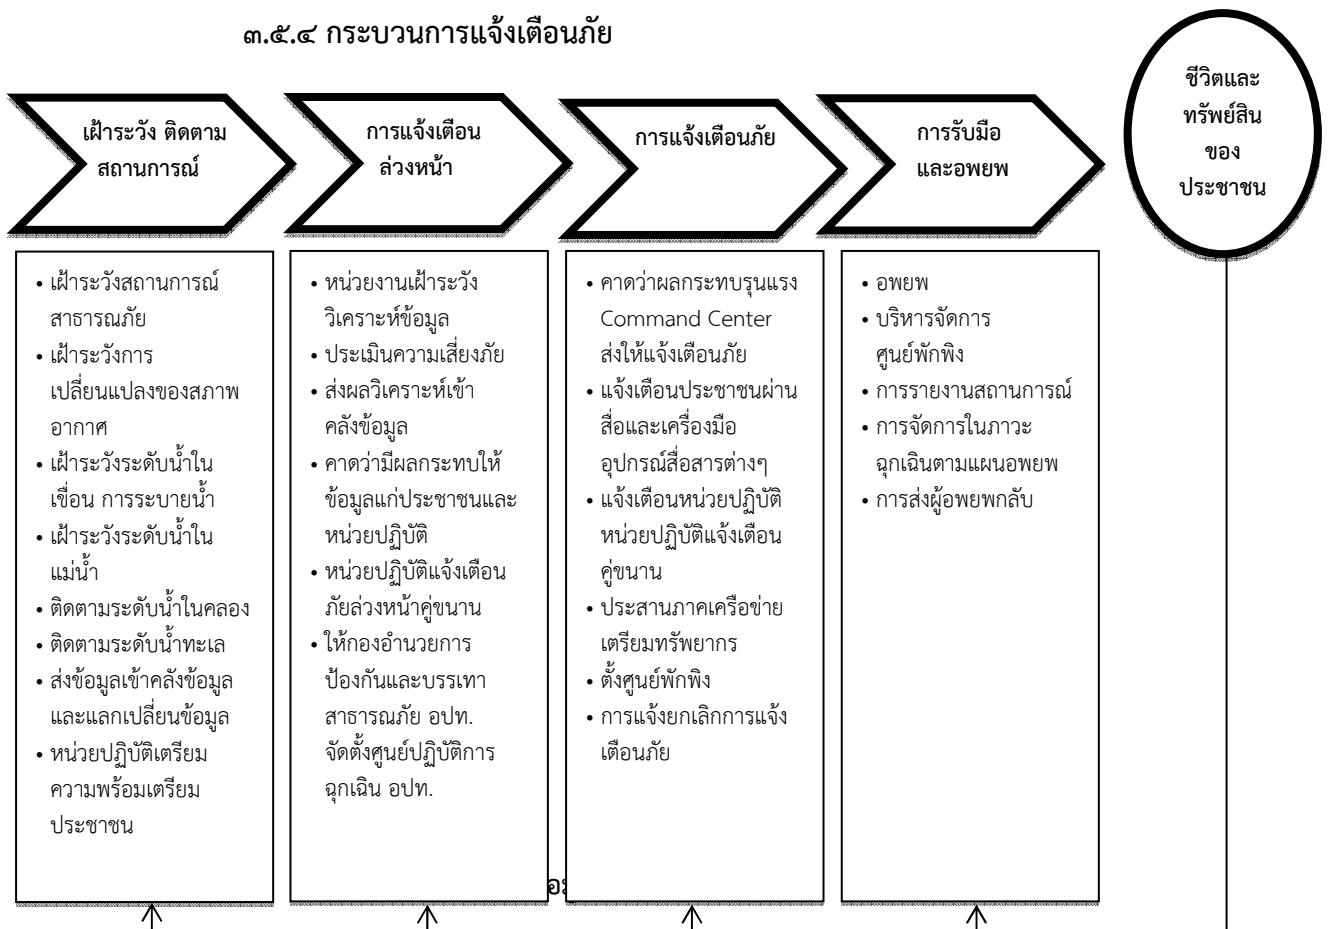 ๓.๕.๔ กระบวนการแจ้งเตือนภัย
เฝ้าระวัง ติดตาม
สถานการณ์
การแจ้งเตือน
ล่วงหน้า
การแจ้งเตือนภัย
การรับมือ
และอพยพ
ชีวิตและ
ทรัพย์สิน
ของ
ประชาชน
• เฝ้าระวังสถานการณ์
สาธารณภัย
• เฝ้าระวังการ
เปลี่ยนแปลงของสภาพ
อากาศ
• เฝ้าระวังระดับน้ำใน
เขื่อน การระบายน้ำ
• เฝ้าระวังระดับน้ำใน
แม่น้ำ
• ติดตามระดับน้ำในคลอง
• ติดตามระดับน้ำทะเล
• ส่งข้อมูลเข้าคลังข้อมูล
และแลกเปลี่ยนข้อมูล
• หน่วยปฏิบัติเตรียม
ความพร้อมเตรียม
ประชาชน
• หน่วยงานเฝ้าระวัง
วิเคราะห์ข้อมูล
• ประเมินความเสี่ยงภัย
• ส่งผลวิเคราะห์เข้า
คลังข้อมูล
• คาดว่ามีผลกระทบให้
ข้อมูลแก่ประชาชนและ
หน่วยปฏิบัติ
• หน่วยปฏิบัติแจ้งเตือน
ภัยล่วงหน้าคู่ขนาน
• ให้กองอำนวยการ
ป้องกันและบรรเทา
สาธารณภัย อปท.
จัดตั้งศูนย์ปฏิบัติการ
ฉุกเฉิน อปท.
• คาดว่าผลกระทบรุนแรง
Command Center
ส่งให้แจ้งเตือนภัย
• แจ้งเตือนประชาชนผ่าน
สื่อและเครื่องมือ
อุปกรณ์สื่อสารต่างๆ
• แจ้งเตือนหน่วยปฏิบัติ
หน่วยปฏิบัติแจ้งเตือน
คู่ขนาน
• ประสานภาคเครือข่าย
เตรียมทรัพยากร
• ตั้งศูนย์พักพิง
• การแจ้งยกเลิกการแจ้ง
เตือนภัย
• อพยพ
• บริหารจัดการ
ศูนย์พักพิง
• การรายงานสถานการณ์
• การจัดการในภาวะ
ฉุกเฉินตามแผนอพยพ
• การส่งผู้อพยพกลับ